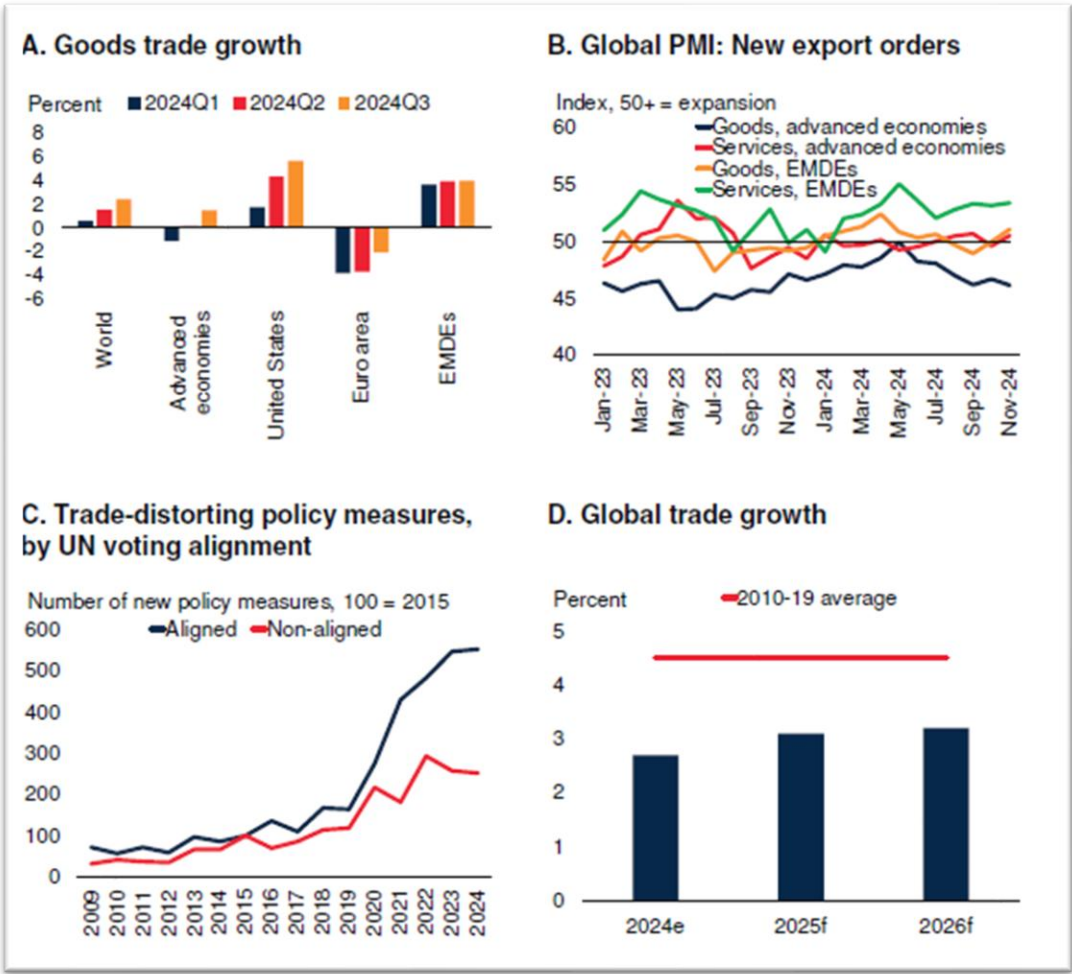 A. Goods trade growth
Percent 2024Q1 2024Q2 2024Q3
8
6
4
2
0
-2
-4
-6
World
Advanced
economies
United States
Euro area
EMDEs
B. Global PMI: New export orders
Index, 50+ = expansion
60
55
50
45
40
Goods, advanced economies
Services, advanced economies
Goods, EMDEs
Services, EMDEs
Jan-23
Mar-23
May-23
Jul-23
Sep-23
Nov-23
Jan-24
Mar-24
May-24
Jul-24
Sep-24
Nov-24
C. Trade-distorting policy measures,
by UN voting alignment
Number of new policy measures, 100 = 2015
Aligned Non-aligned
600
500
400
300
200
100
0
2009
2010
2011
2012
2013
2014
2015
2016
2017
2018
2019
2020
2021
2022
2023
2024
D. Global trade growth
Percent 2010-19 average
5
4
3
2
1
0
2024e 2025f 2026f